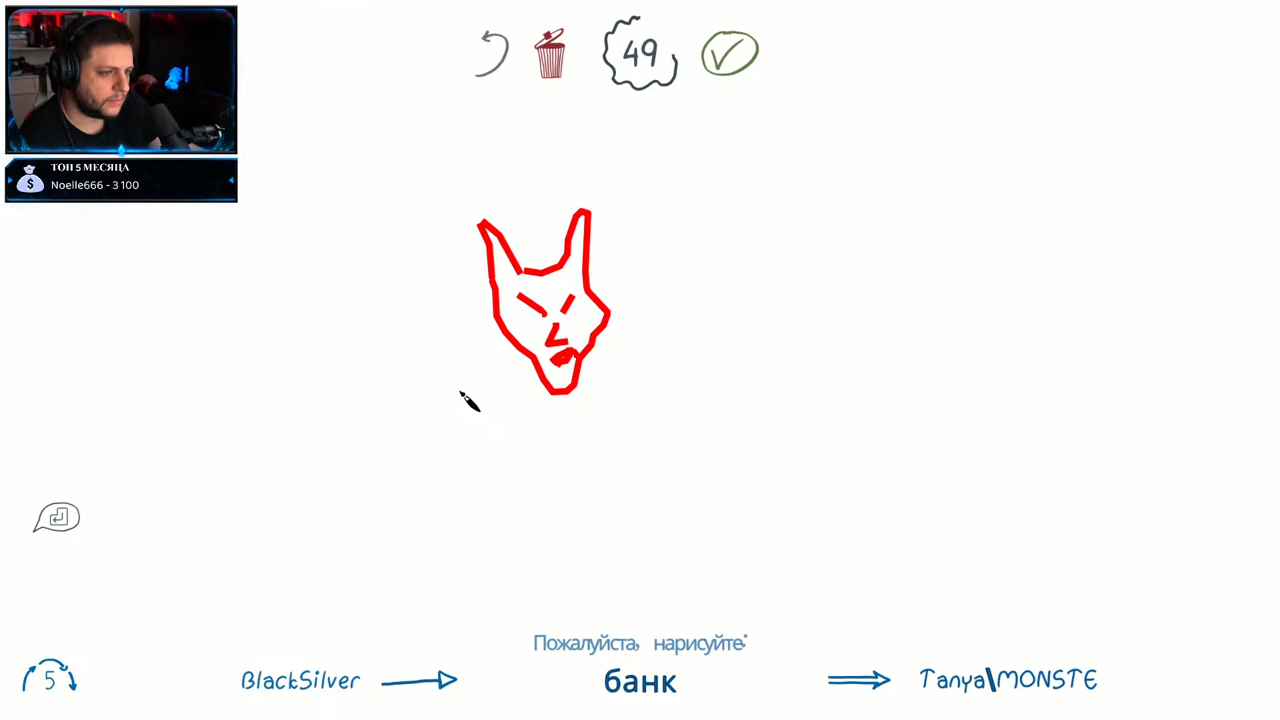 ТОП 5 МЕСЯЦА
Noelle666 - 3 100
49
Пожалуйста, нарисуйте:
5
BlackSilver
банк
Tanya\MONSTE